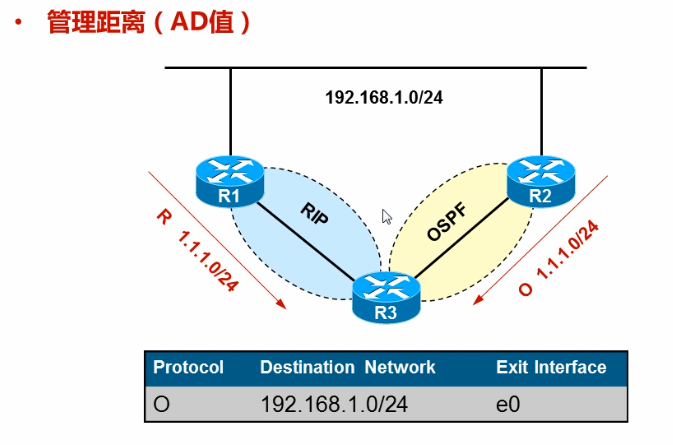 • 管理距离（AD值）
192.168.1.0/24
R1
R2
RIP
OSPF
R 1.1.1.0/24
O 1.1.1.0/24
R3
Protocol Destination Network Exit Interface
O 192.168.1.0/24 e0